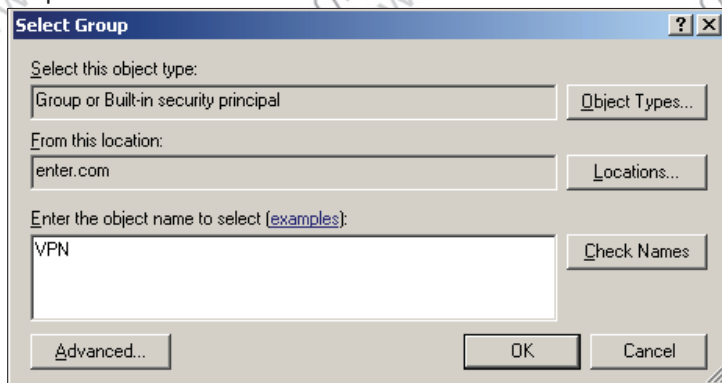 Select Group
Select this object type:
Group or Built-in security principal
Object Types...
From this location:
enter.com
Locations...
Enter the object name to select (examples):
VPN
Check Names
Advanced...
OK
Cancel